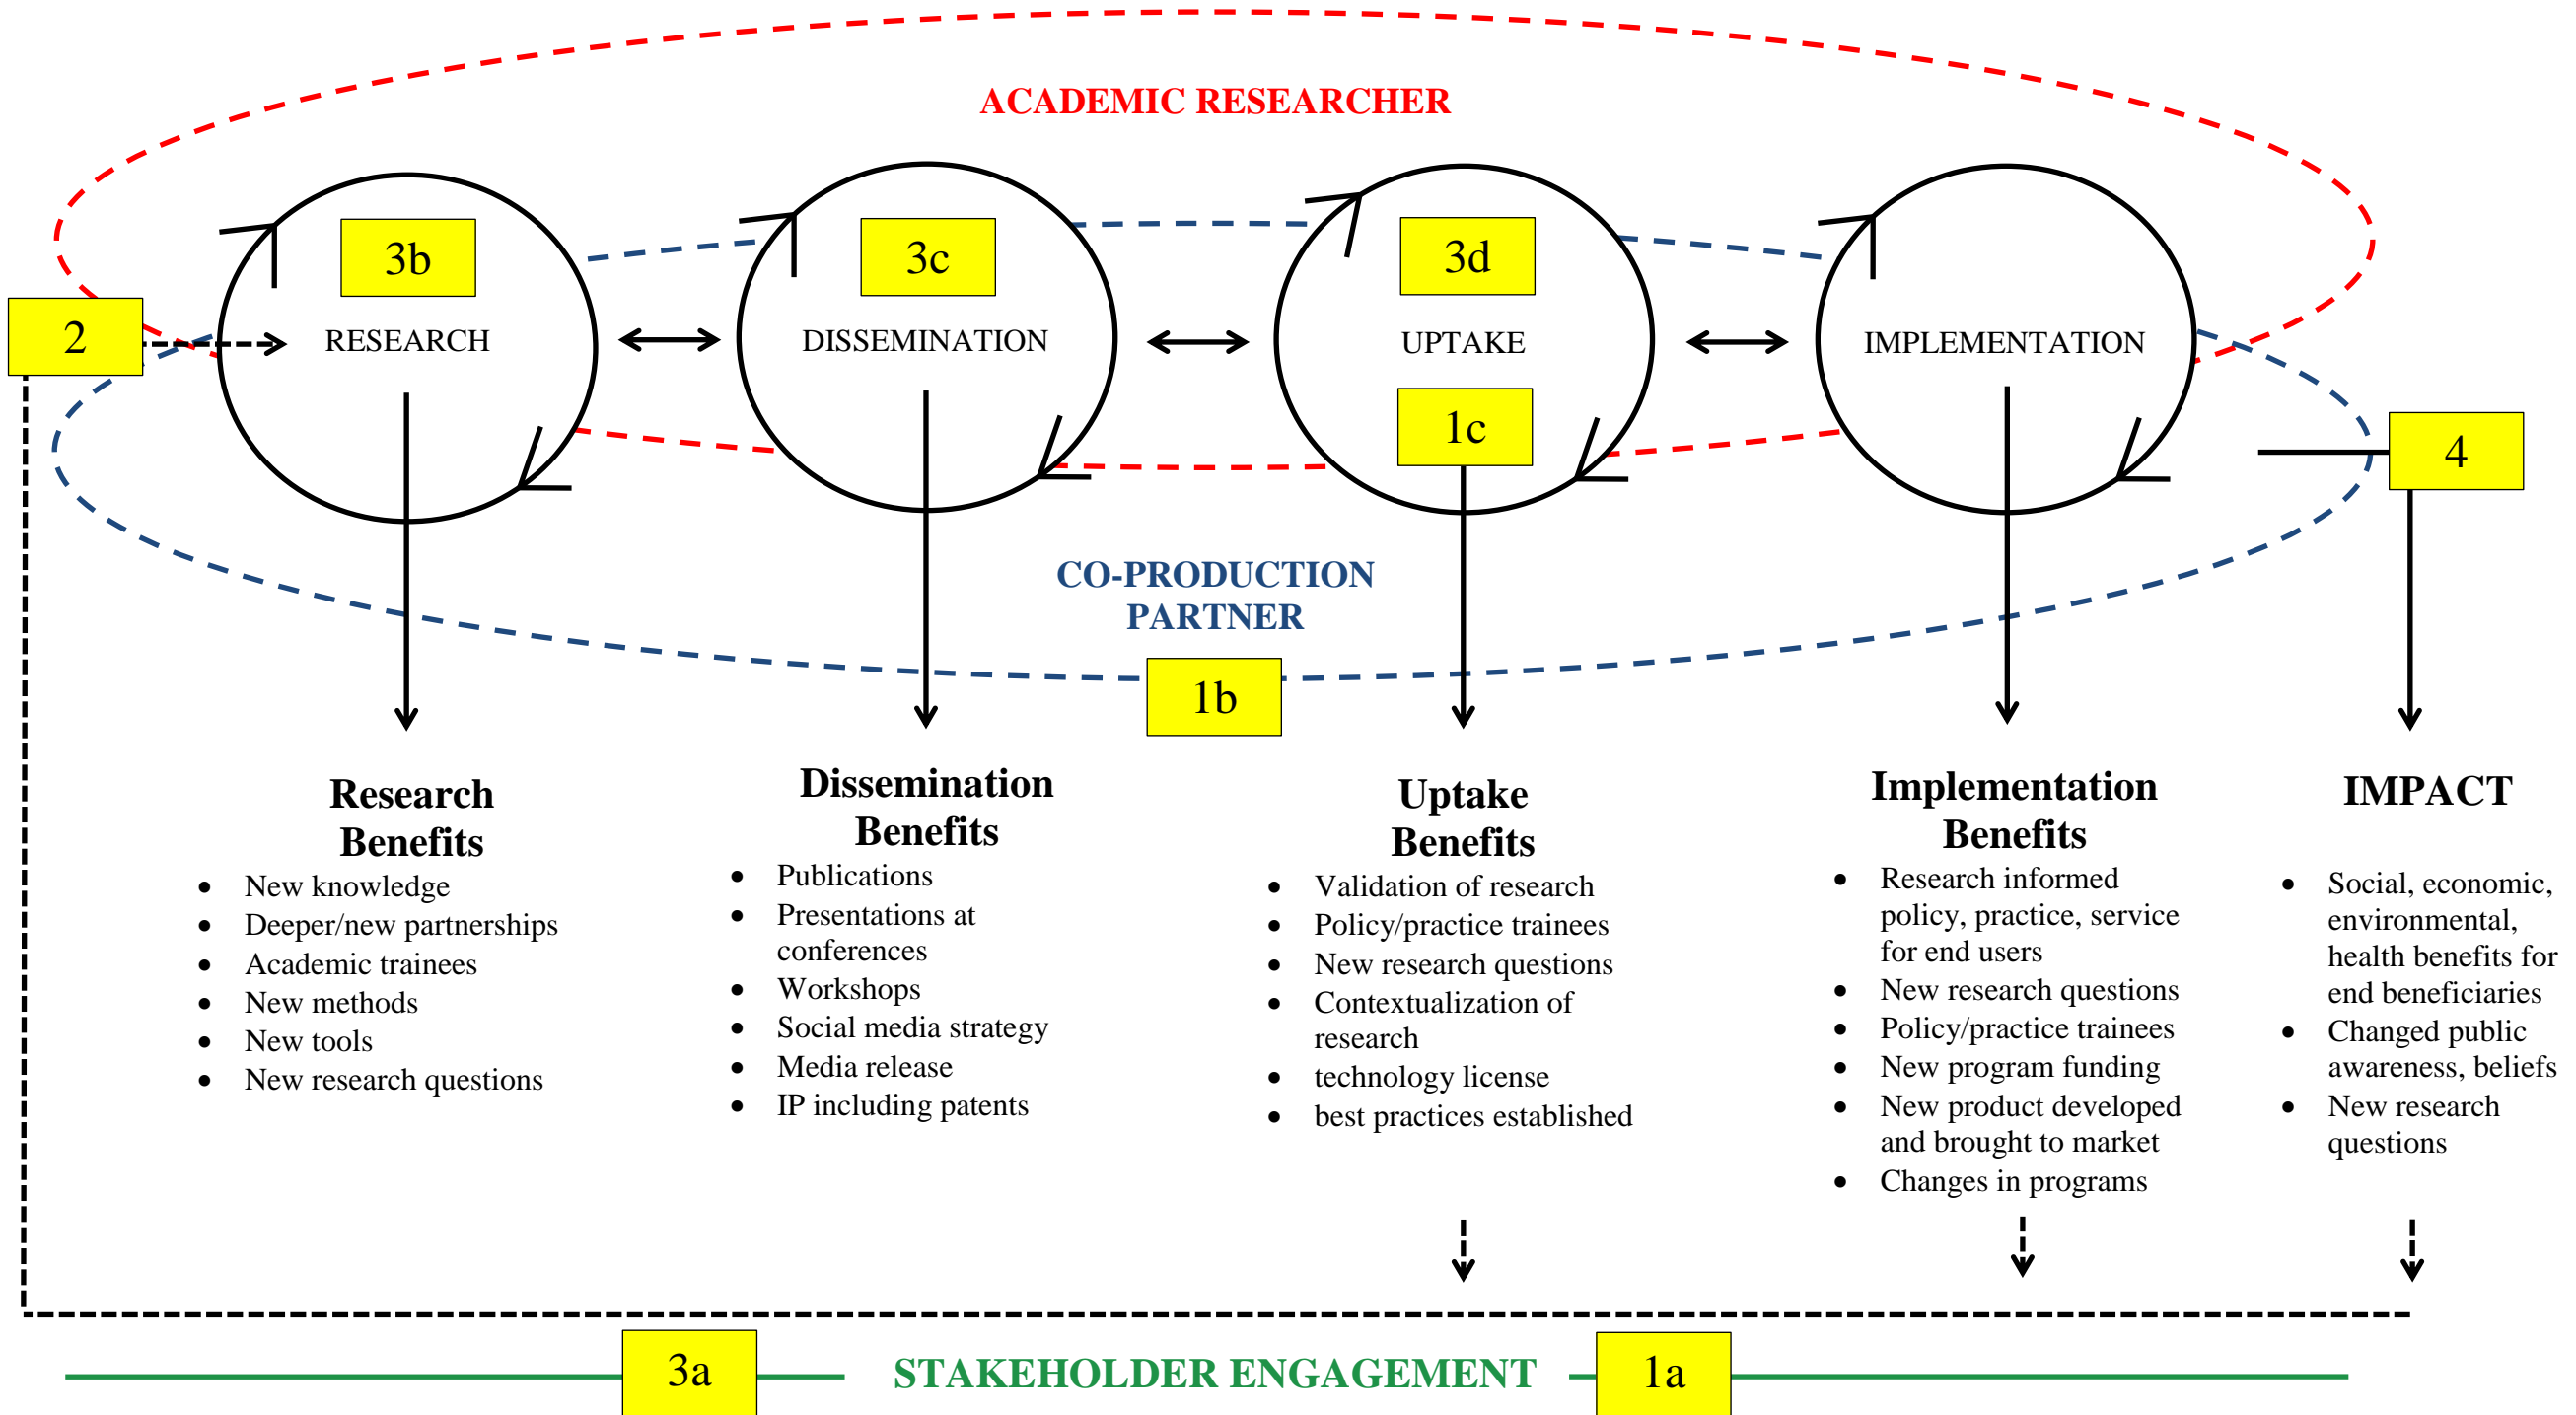 ACADEMIC RESEARCHER
3b
3c
3d
2
RESEARCH
DISSEMINATION
UPTAKE
IMPLEMENTATION
1c
4
CO-PRODUCTION
PARTNER
1b
Research
Benefits
• New knowledge
• Deeper/new partnerships
• Academic trainees
• New methods
• New tools
• New research questions
Dissemination
Benefits
• Publications
• Presentations at
conferences
• Workshops
• Social media strategy
• Media release
• IP including patents
Uptake
Benefits
• Validation of research
• Policy/practice trainees
• New research questions
• Contextualization of
research
• technology license
• best practices established
Implementation
Benefits
• Research informed
policy, practice, service
for end users
• New research questions
• Policy/practice trainees
• New program funding
• New product developed
and brought to market
• Changes in programs
IMPACT
• Social, economic,
environmental,
health benefits for
end beneficiaries
• Changed public
awareness, beliefs
• New research
questions
3a
STAKEHOLDER ENGAGEMENT
1a